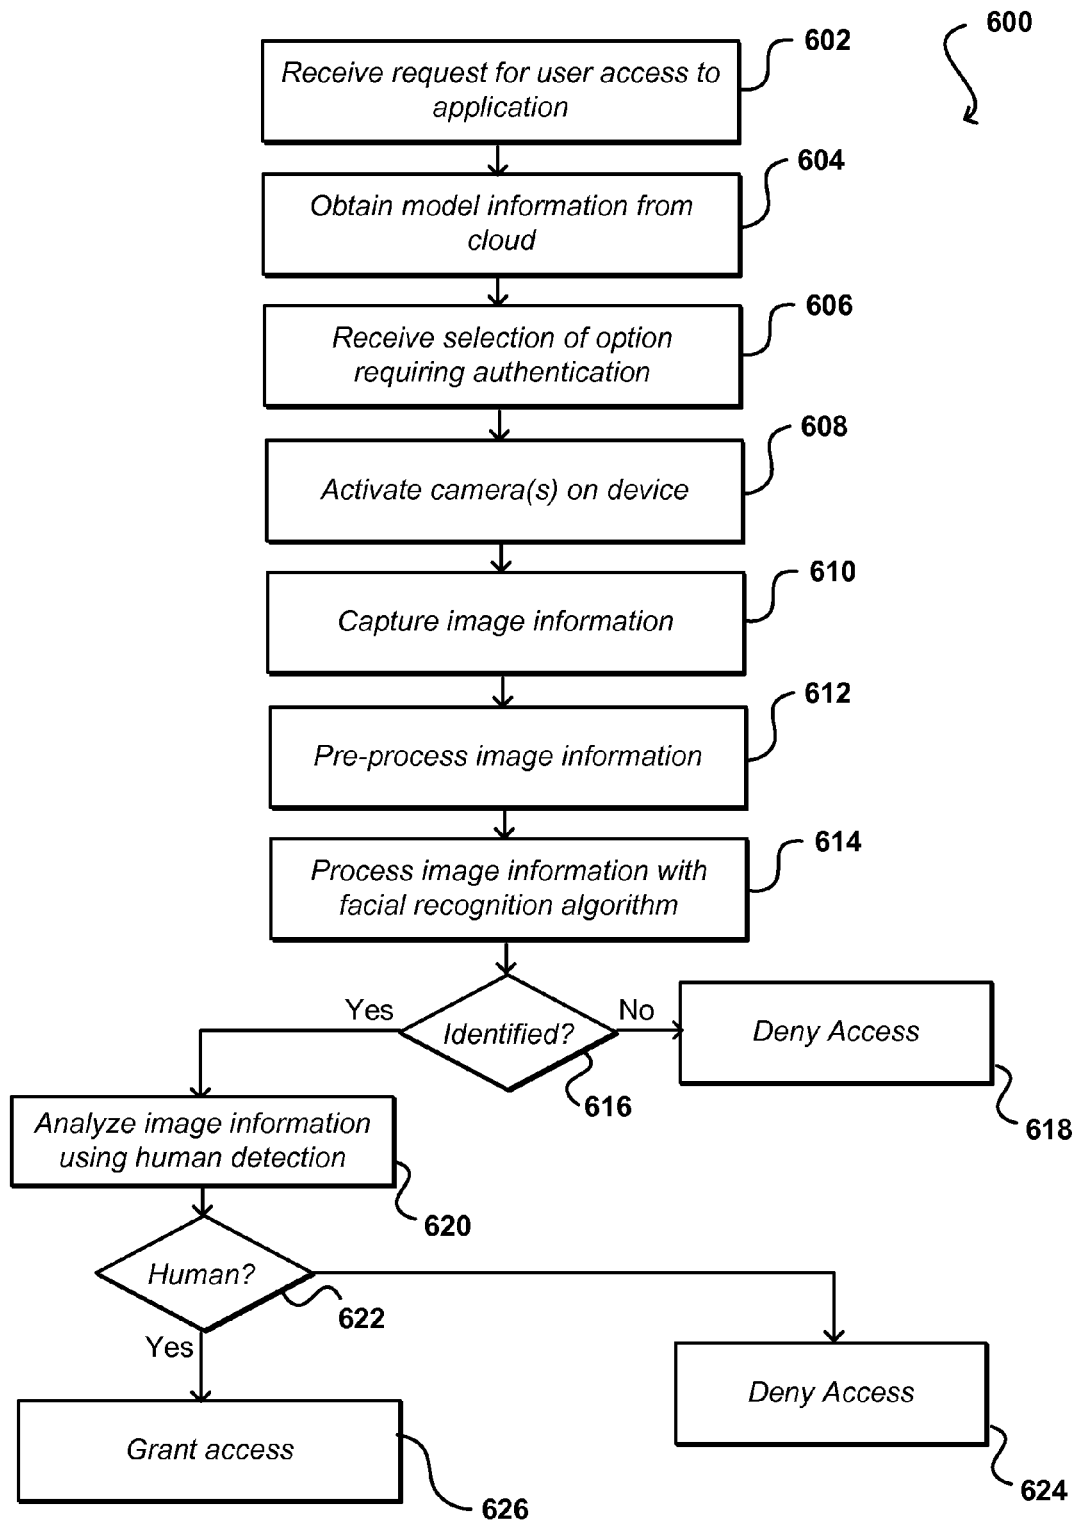 600
602
Receive request for user access to
application
604
Obtain model information from
cloud
606
Receive selection of option
requiring authentication
608
Activate camera(s) on device
610
Capture image information
612
Pre-process image information
614
Process image information with
facial recognition algorithm
Yes
Identified?
No
Deny Access
616
618
Analyze image information
using human detection
620
Human?
622
Yes
Deny Access
Grant access
624
626